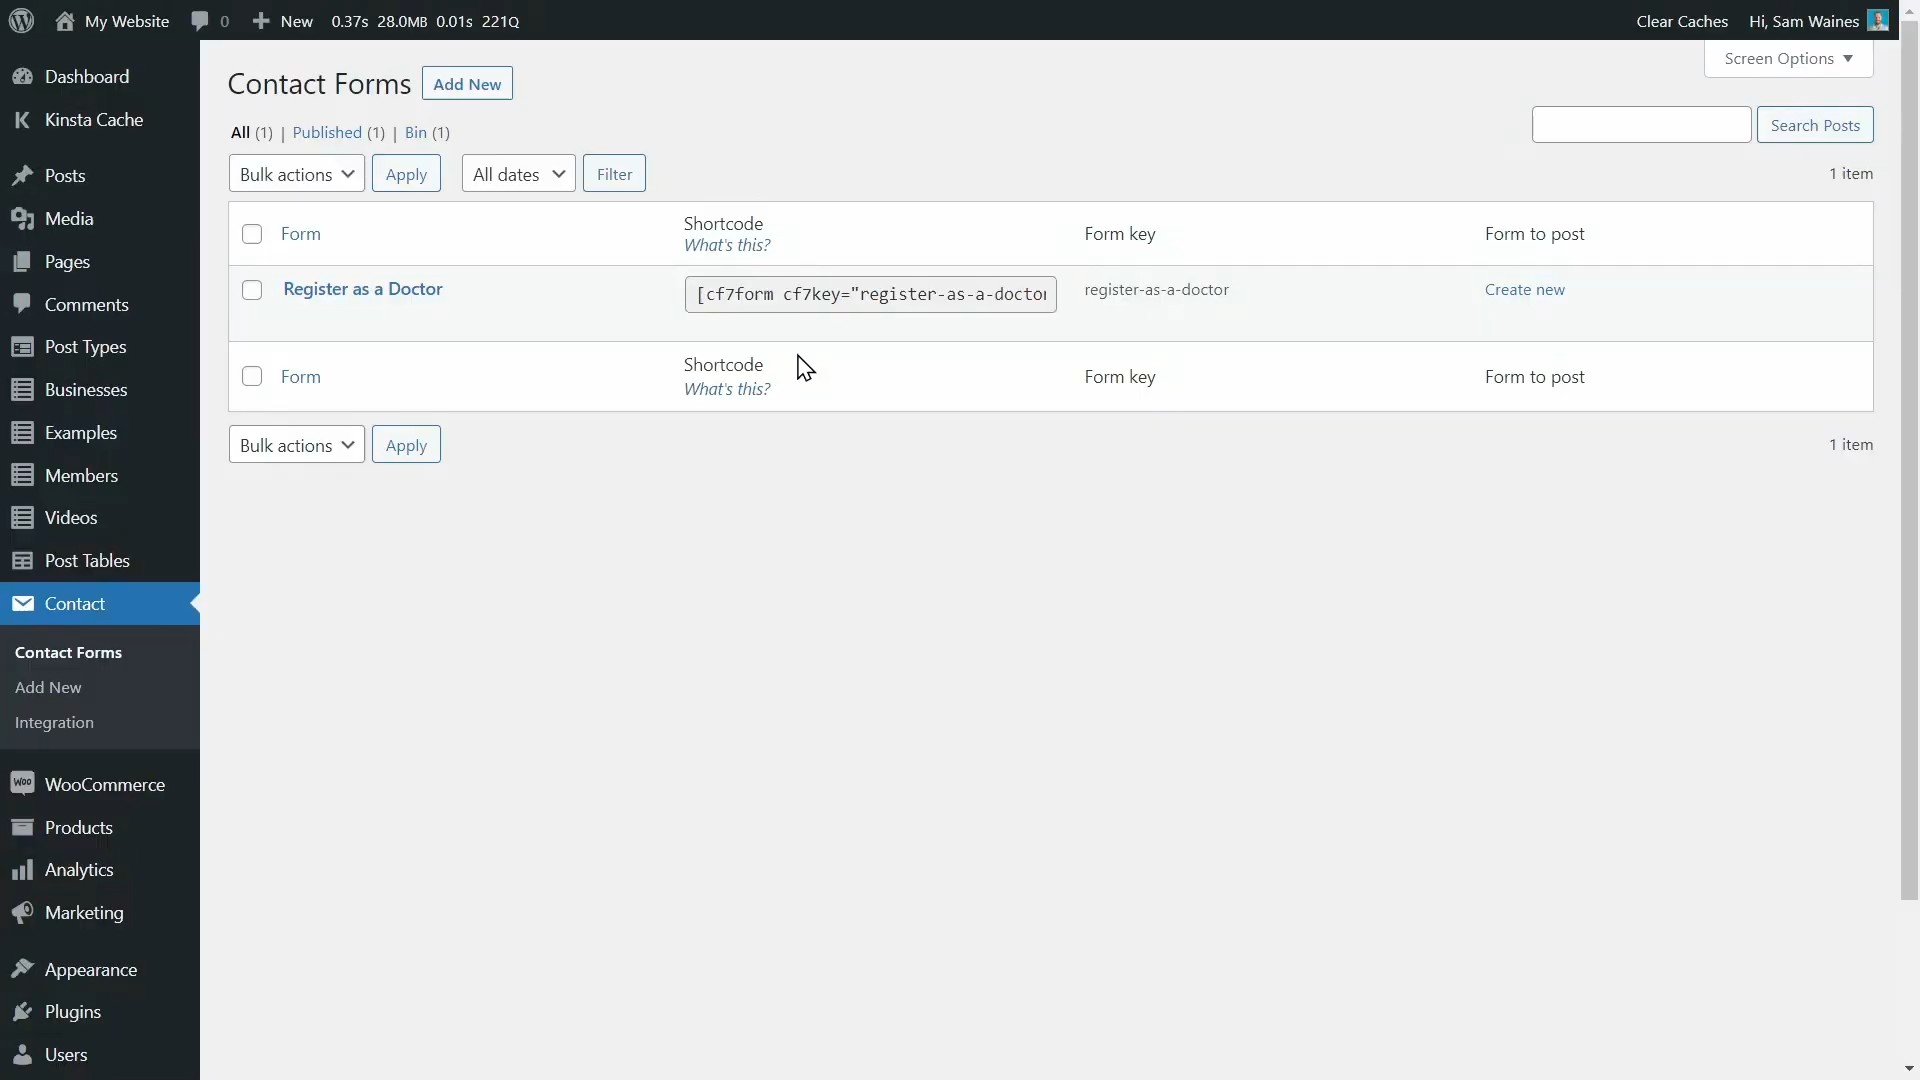 My Website 0 New 0.37s 28.0MB 0.01s 221Q Clear Caches Hi, Sam Waines
Screen Options
Dashboard
Kinsta Cache
Posts
Media
Pages
Comments
Post Types
Businesses
Examples
Members
Videos
Post Tables
Contact
Contact Forms
Add New
Integration
WooCommerce
Products
Analytics
Marketing
Appearance
Plugins
Users
Contact Forms Add New
All (1) | Published (1) | Bin (1)
Search Posts
Bulk actions Apply All dates Filter 1 item
Form Shortcode Form key Form to post
What's this?
Register as a Doctor [cf7form cf7key="register-as-a-doctor register-as-a-doctor Create new
Form Shortcode Form key Form to post
What's this?
Bulk actions Apply 1 item